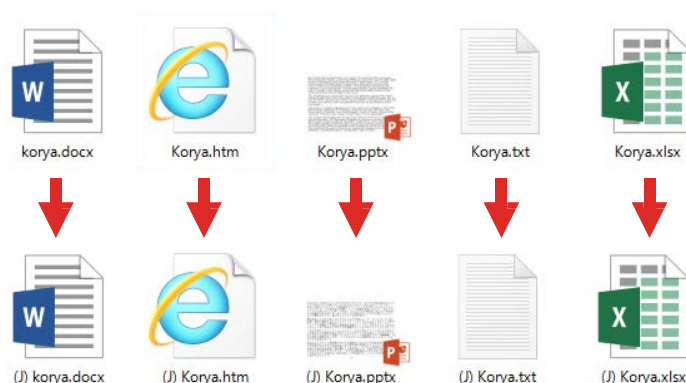 W
X
P
korya.docx
Korya.htm
Korya.pptx
Korya.txt
Korya.xlsx
W
X
P
(J) korya.docx
(J) Korya.htm
(J) Korya.pptx
(J) Korya.txt
(J) Korya.xlsx